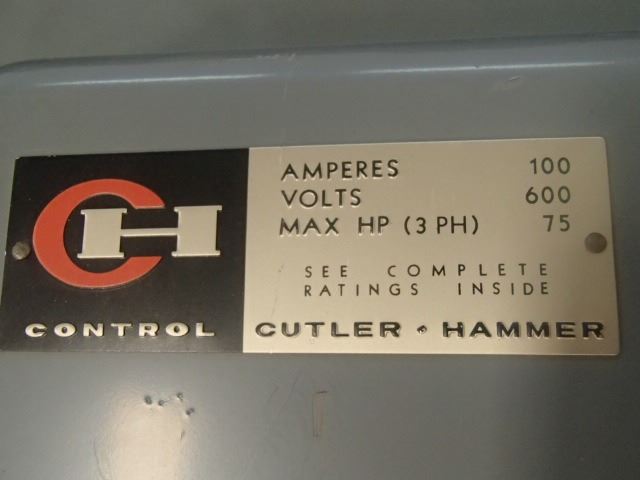 CH
CONTROL
AMPERES 100
VOLTS 600
MAX HP (3 PH) 75
SEE COMPLETE
RATINGS INSIDE
CUTLER · HAMMER